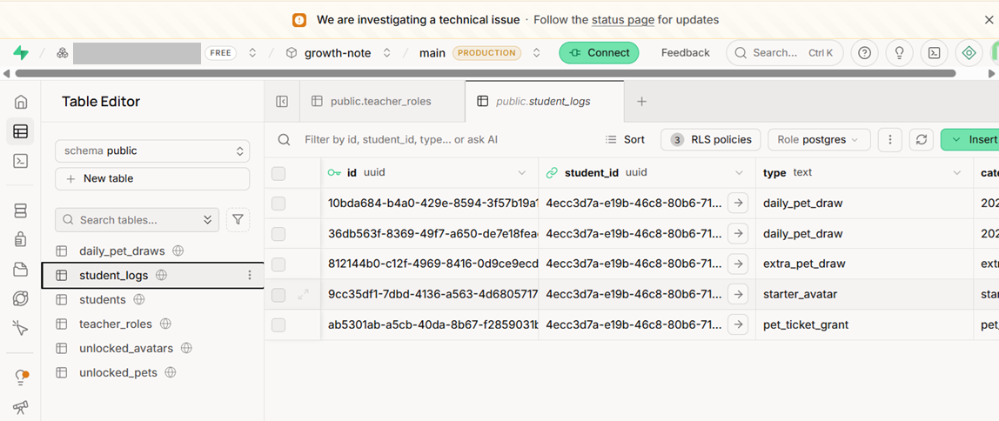 We are investigating a technical issue · Follow the status page for updates
FREE growth-note main PRODUCTION Connect Feedback Search... Ctrl K
Table Editor
public.teacher_roles public.student_logs
schema public
New table
Search tables...
daily_pet_draws
student_logs
students
teacher_roles
unlocked_avatars
unlocked_pets
Filter by id, student_id, type... or ask AI Sort 3 RLS policies Role postgres Insert
id uuid student_id uuid type text cate
10bda684-b4a0-429e-8594-3f57b19a1 4ecc3d7a-e19b-46c8-80b6-71... daily_pet_draw 202
36db563f-8369-49f7-a650-de7e18fea 4ecc3d7a-e19b-46c8-80b6-71... daily_pet_draw 202
812144b0-c12f-4969-8416-0d9ce9ecd 4ecc3d7a-e19b-46c8-80b6-71... extra_pet_draw extr
9cc35df1-7dbd-4136-a563-4d6805717 4ecc3d7a-e19b-46c8-80b6-71... starter_avatar star
ab5301ab-a5cb-40da-8b67-f2859031b 4ecc3d7a-e19b-46c8-80b6-71... pet_ticket_grant pet_